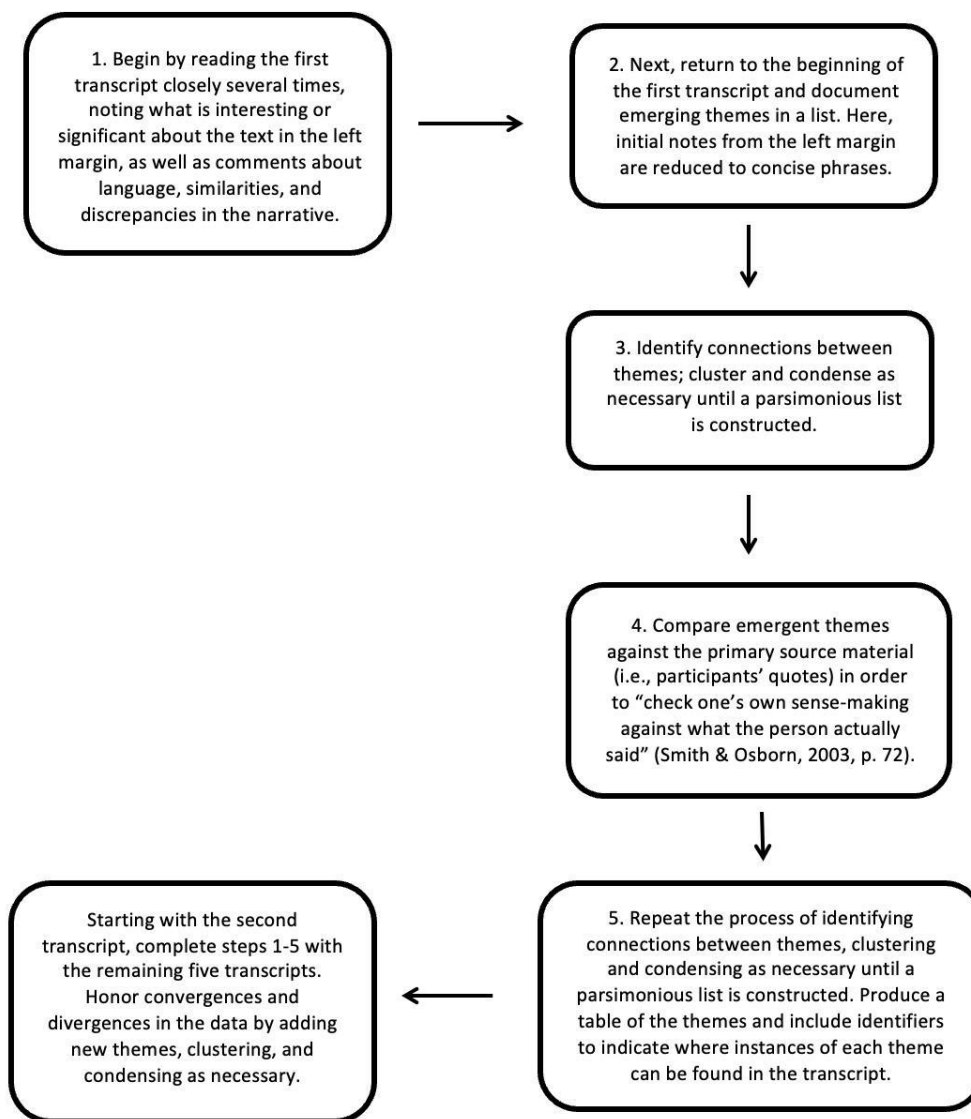 1. Begin by reading the first
transcript closely several times,
noting what is interesting or
significant about the text in the left
margin, as well as comments about
language, similarities, and
discrepancies in the narrative.
2. Next, return to the beginning of
the first transcript and document
emerging themes in a list. Here,
initial notes from the left margin
are reduced to concise phrases.
3. Identify connections between
themes; cluster and condense as
necessary until a parsimonious list
is constructed.
4. Compare emergent themes
against the primary source material
(i.e., participants’ quotes) in order
to “check one’s own sense-making
against what the person actually
said” (Smith & Osborn, 2003, p. 72).
5. Repeat the process of identifying
connections between themes, clustering
and condensing as necessary until a
parsimonious list is constructed. Produce a
table of the themes and include identifiers
to indicate where instances of each theme
can be found in the transcript.
Starting with the second
transcript, complete steps 1-5 with
the remaining five transcripts.
Honor convergences and
divergences in the data by adding
new themes, clustering, and
condensing as necessary.